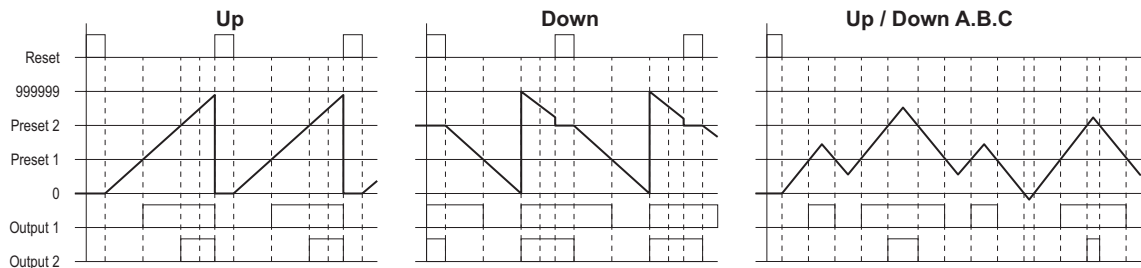 Up
Down
Up / Down A.B.C
Reset
999999
Preset 2
Preset 1
0
Output 1
Output 2